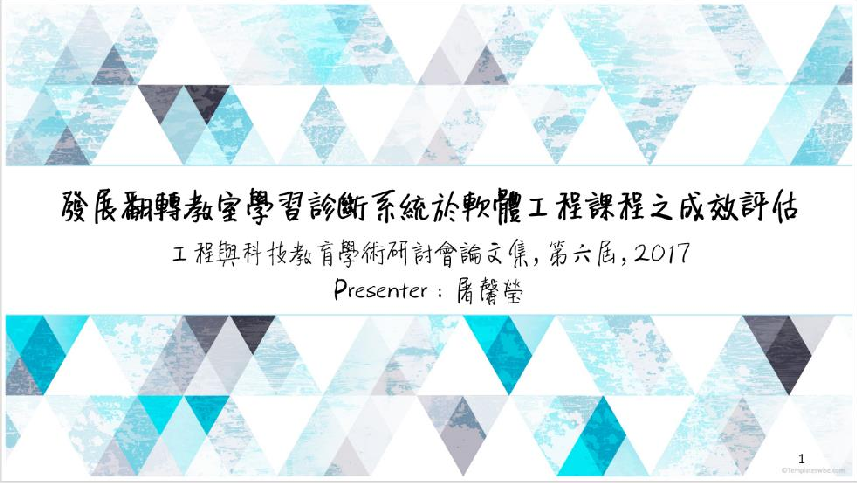 發展翻轉教室學習診斷系統於軟體工程課程之成效評估
工程與科技教育學術研討會論文集, 第六屆, 2017
Presenter：屠馨瑩
1
©Templateswise.com